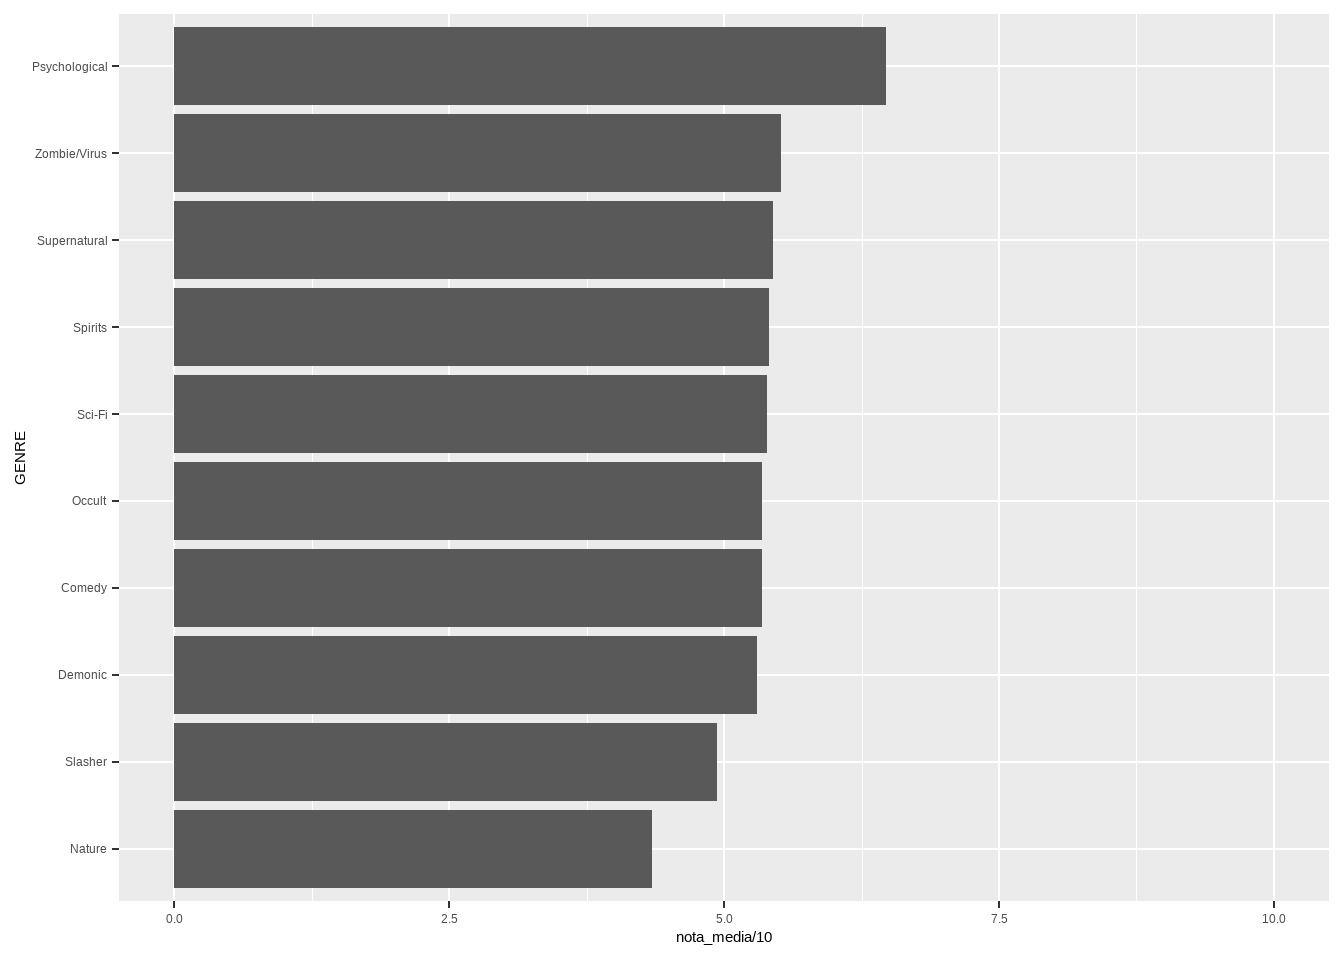 Psychological
Zombie/Virus
Supernatural
Spirits
Sci-Fi
Occult
Comedy
Demonic
Slasher
Nature
GENRE
0.0 2.5 5.0 7.5 10.0
nota_media/10